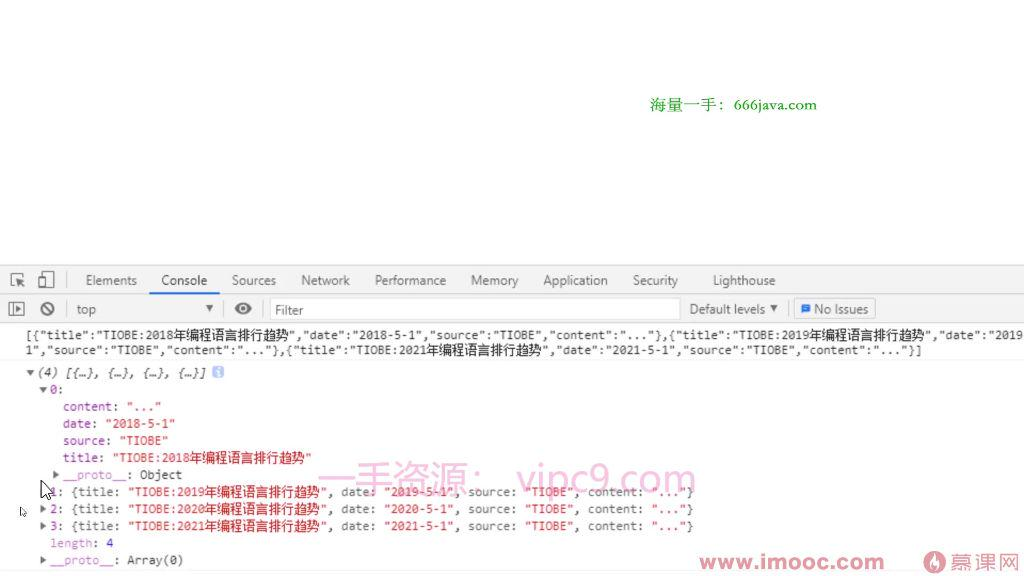 海量一手：666java.com
Elements Console Sources Network Performance Memory Application Security Lighthouse
top Filter Default levels No Issues
[{"title":"TIOBE:2018年编程语言排行趋势","date":"2018-5-1","source":"TIOBE","content":"..."},{"title":"TIOBE:2019年编程语言排行趋势","date":"2019
1","source":"TIOBE","content":"..."},{"title":"TIOBE:2021年编程语言排行趋势","date":"2021-5-1","source":"TIOBE","content":"..."}]
(4) [{…}, {…}, {…}, {…}]
0:
content: "..."
date: "2018-5-1"
source: "TIOBE"
title: "TIOBE:2018年编程语言排行趋势"
__proto__: Object
一手资源： vipc9.com
1: {title: "TIOBE:2019年编程语言排行趋势", date: "2019-5-1", source: "TIOBE", content: "..."}
2: {title: "TIOBE:2020年编程语言排行趋势", date: "2020-5-1", source: "TIOBE", content: "..."}
3: {title: "TIOBE:2021年编程语言排行趋势", date: "2021-5-1", source: "TIOBE", content: "..."}
length: 4
__proto__: Array(0)
www.imooc.com 慕课网